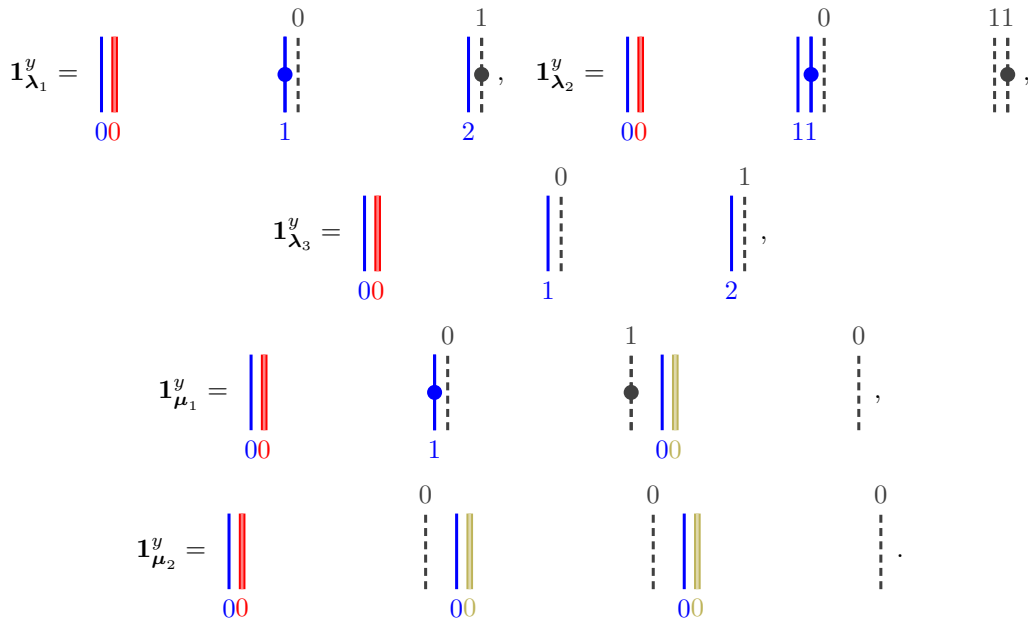 0 1 0 11
𝟏^y_{λ_1} = , 𝟏^y_{λ_2} = ,
00 1 2 00 11
0 1
𝟏^y_{λ_3} = ,
00 1 2
0 1 0
𝟏^y_{μ_1} = ,
00 1 00
0 0 0
𝟏^y_{μ_2} = .
00 00 00